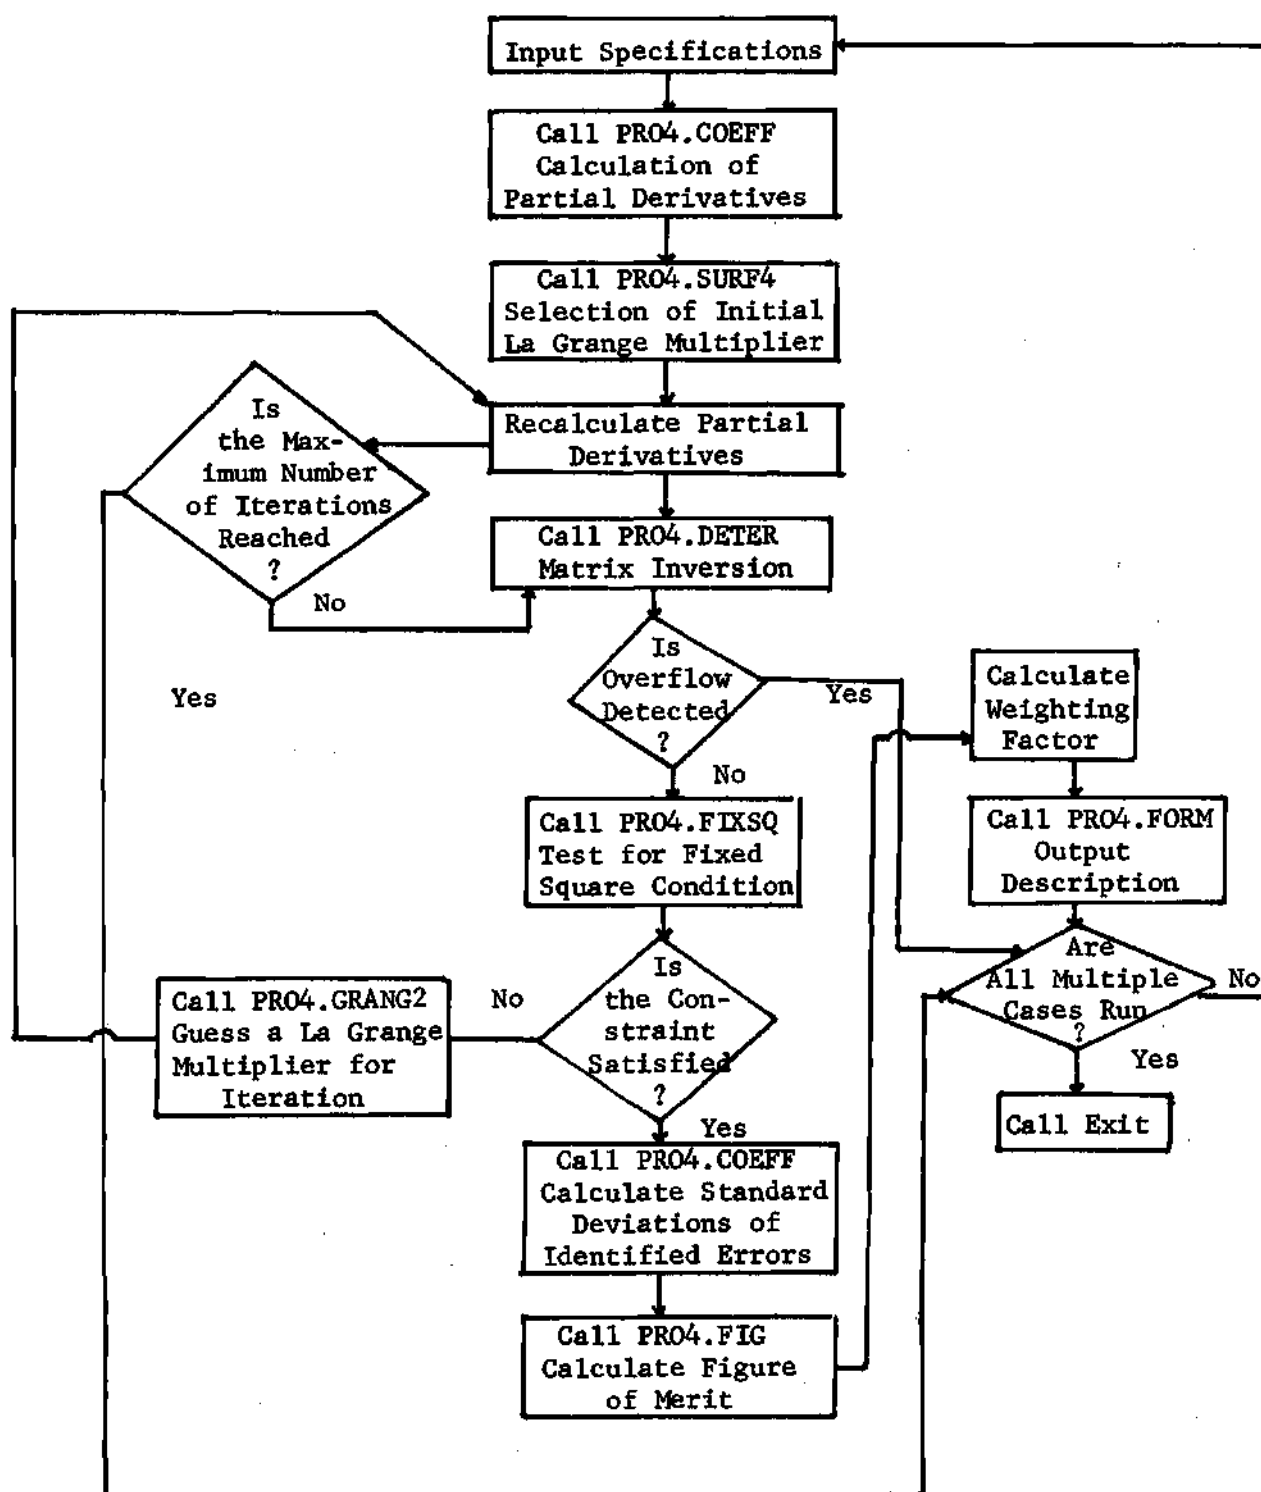 Input Specifications
Call PRO4.COEFF
Calculation of
Partial Derivatives
Call PRO4.SURF4
Selection of Initial
La Grange Multiplier
Recalculate Partial
Derivatives
Is
the Max-
imum Number
of Iterations
Reached
?
No
Yes
Call PRO4.DETER
Matrix Inversion
Is
Overflow
Detected
?
Yes
No
Call PRO4.FIXSQ
Test for Fixed
Square Condition
Is
the Con-
straint
Satisfied
?
No
Yes
Call PRO4.GRANG2
Guess a La Grange
Multiplier for
Iteration
Call PRO4.COEFF
Calculate Standard
Deviations of
Identified Errors
Call PRO4.FIG
Calculate Figure
of Merit
Calculate
Weighting
Factor
Call PRO4.FORM
Output
Description
Are
All Multiple
Cases Run
?
No
Yes
Call Exit